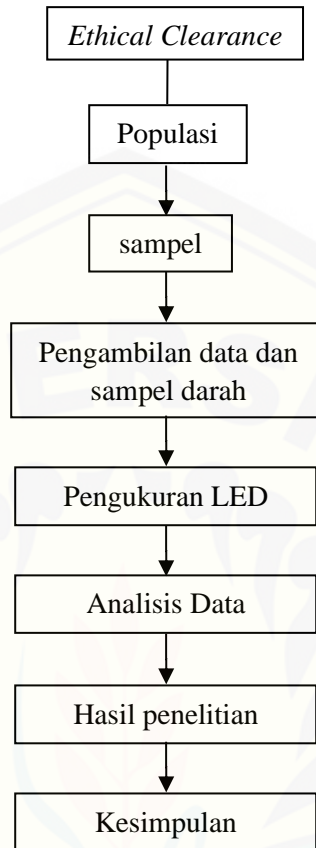 Ethical Clearance
Populasi
sampel
Pengambilan data dan
sampel darah
Pengukuran LED
Analisis Data
Hasil penelitian
Kesimpulan